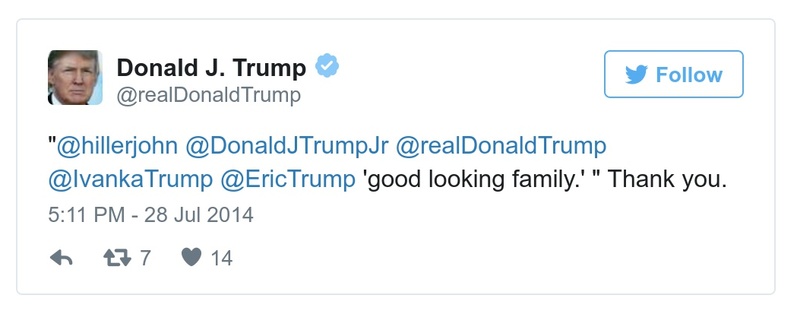 Donald J. Trump
@realDonaldTrump
Follow
"@hillerjohn @DonaldJTrumpJr @realDonaldTrump
@IvankaTrump @EricTrump 'good looking family.' " Thank you.
5:11 PM - 28 Jul 2014
7 14